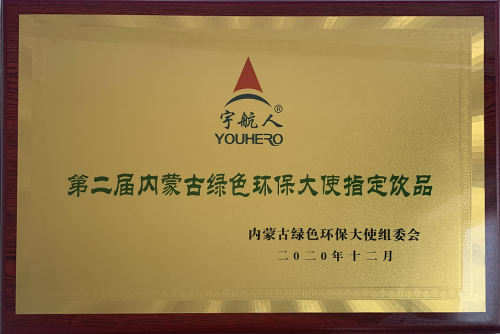 宇航人®
YOUHERO
第二届内蒙古绿色环保大使指定饮品
内蒙古绿色环保大使组委会
二〇二〇年十二月